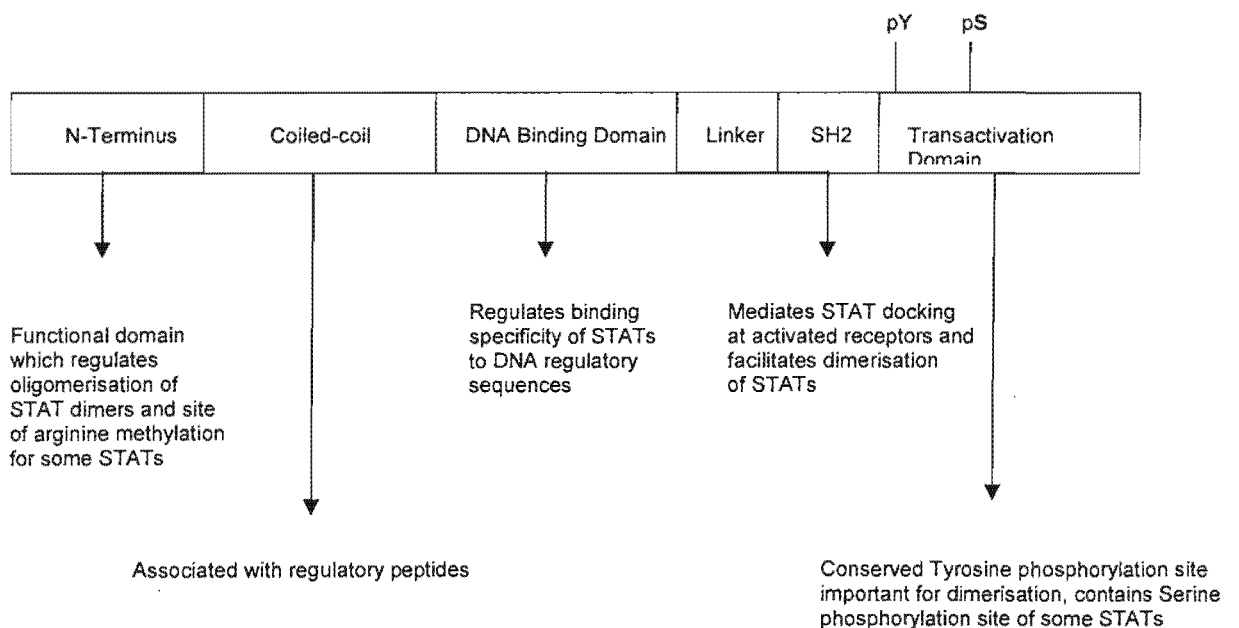 pY pS
N-Terminus Coiled-coil DNA Binding Domain Linker SH2 Transactivation
Domain
Functional domain
which regulates
oligomerisation of
STAT dimers and site
of arginine methylation
for some STATs
Associated with regulatory peptides
Regulates binding
specificity of STATs
to DNA regulatory
sequences
Mediates STAT docking
at activated receptors and
facilitates dimerisation
of STATs
Conserved Tyrosine phosphorylation site
important for dimerisation, contains Serine
phosphorylation site of some STATs